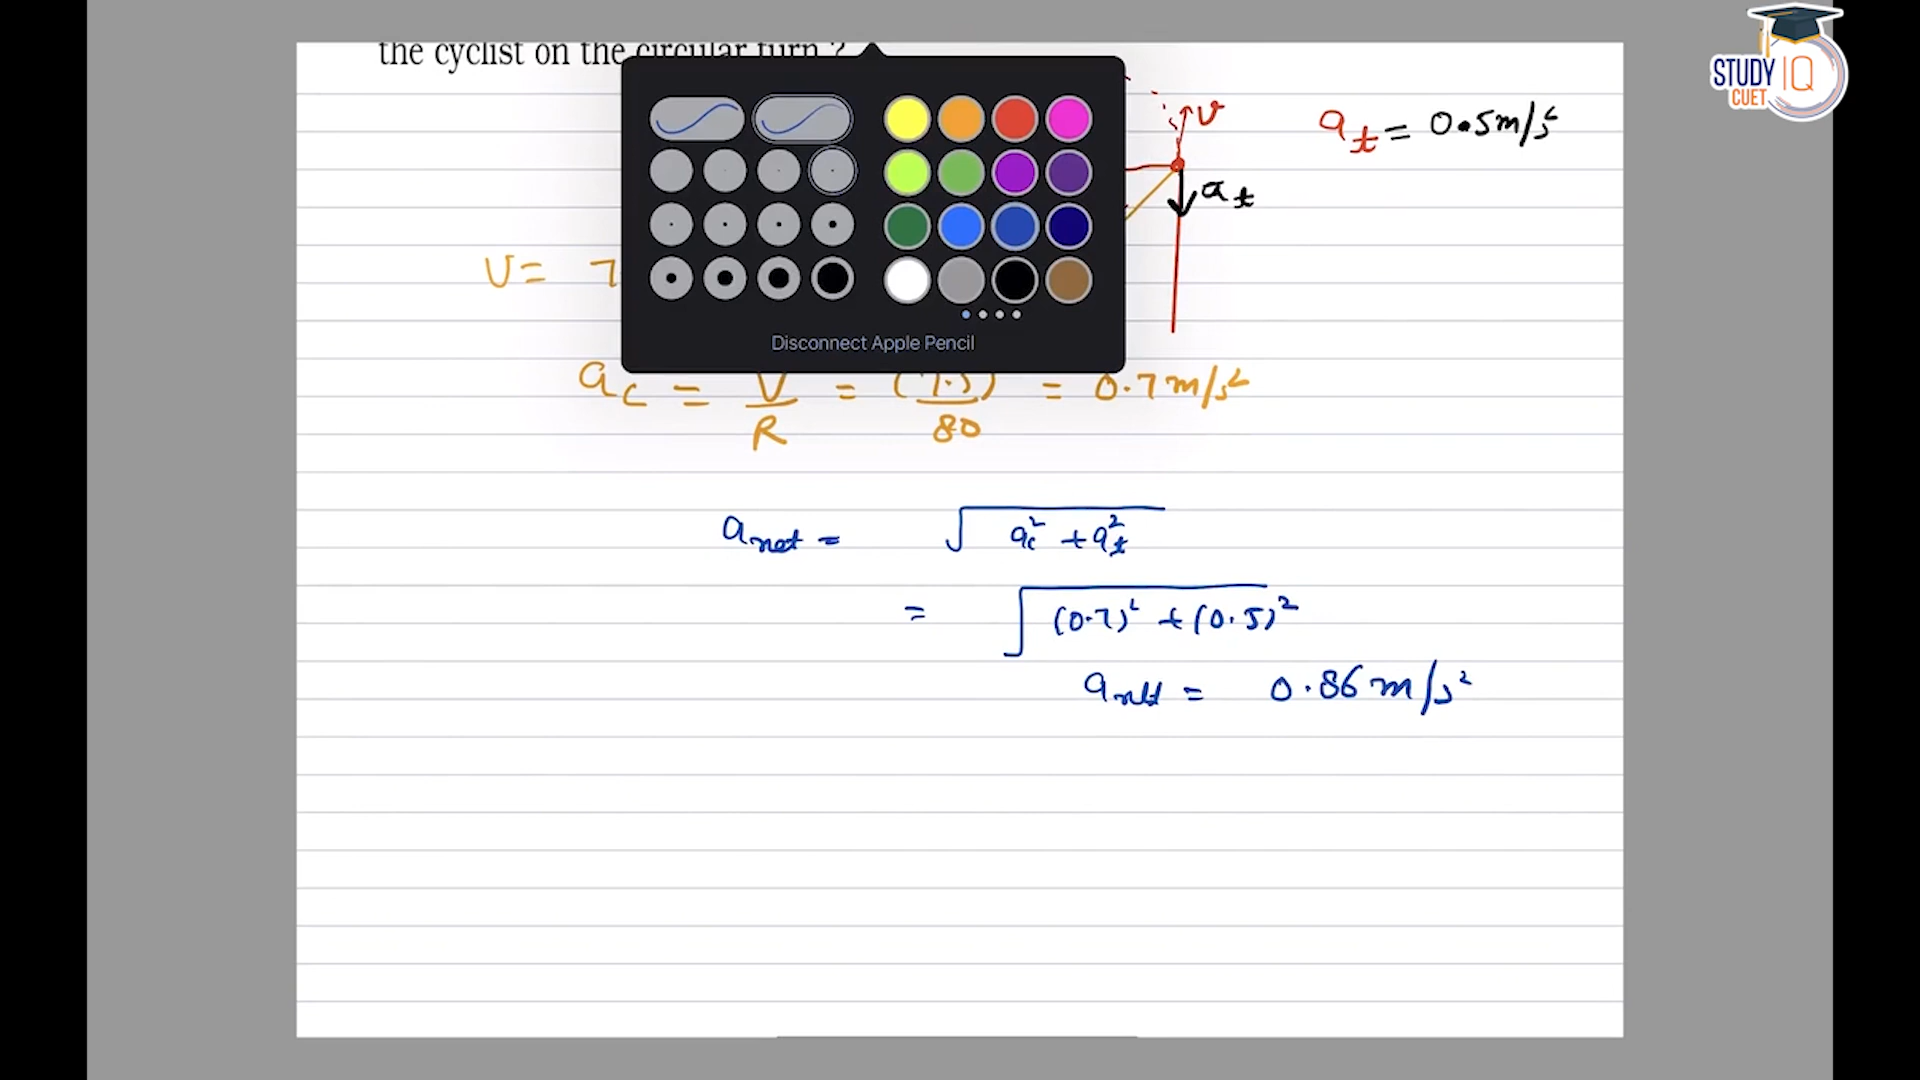 the cyclist on the circular turn ?
STUDY IQ
CUET
v
a_t = 0.5 m/s²
a_t
v = 7
Disconnect Apple Pencil
a_c = V/R = (7.5)/80 = 0.7 m/s²
a_net = √(a_c² + a_t²)
= √((0.7)² + (0.5)²)
a_net = 0.86 m/s²